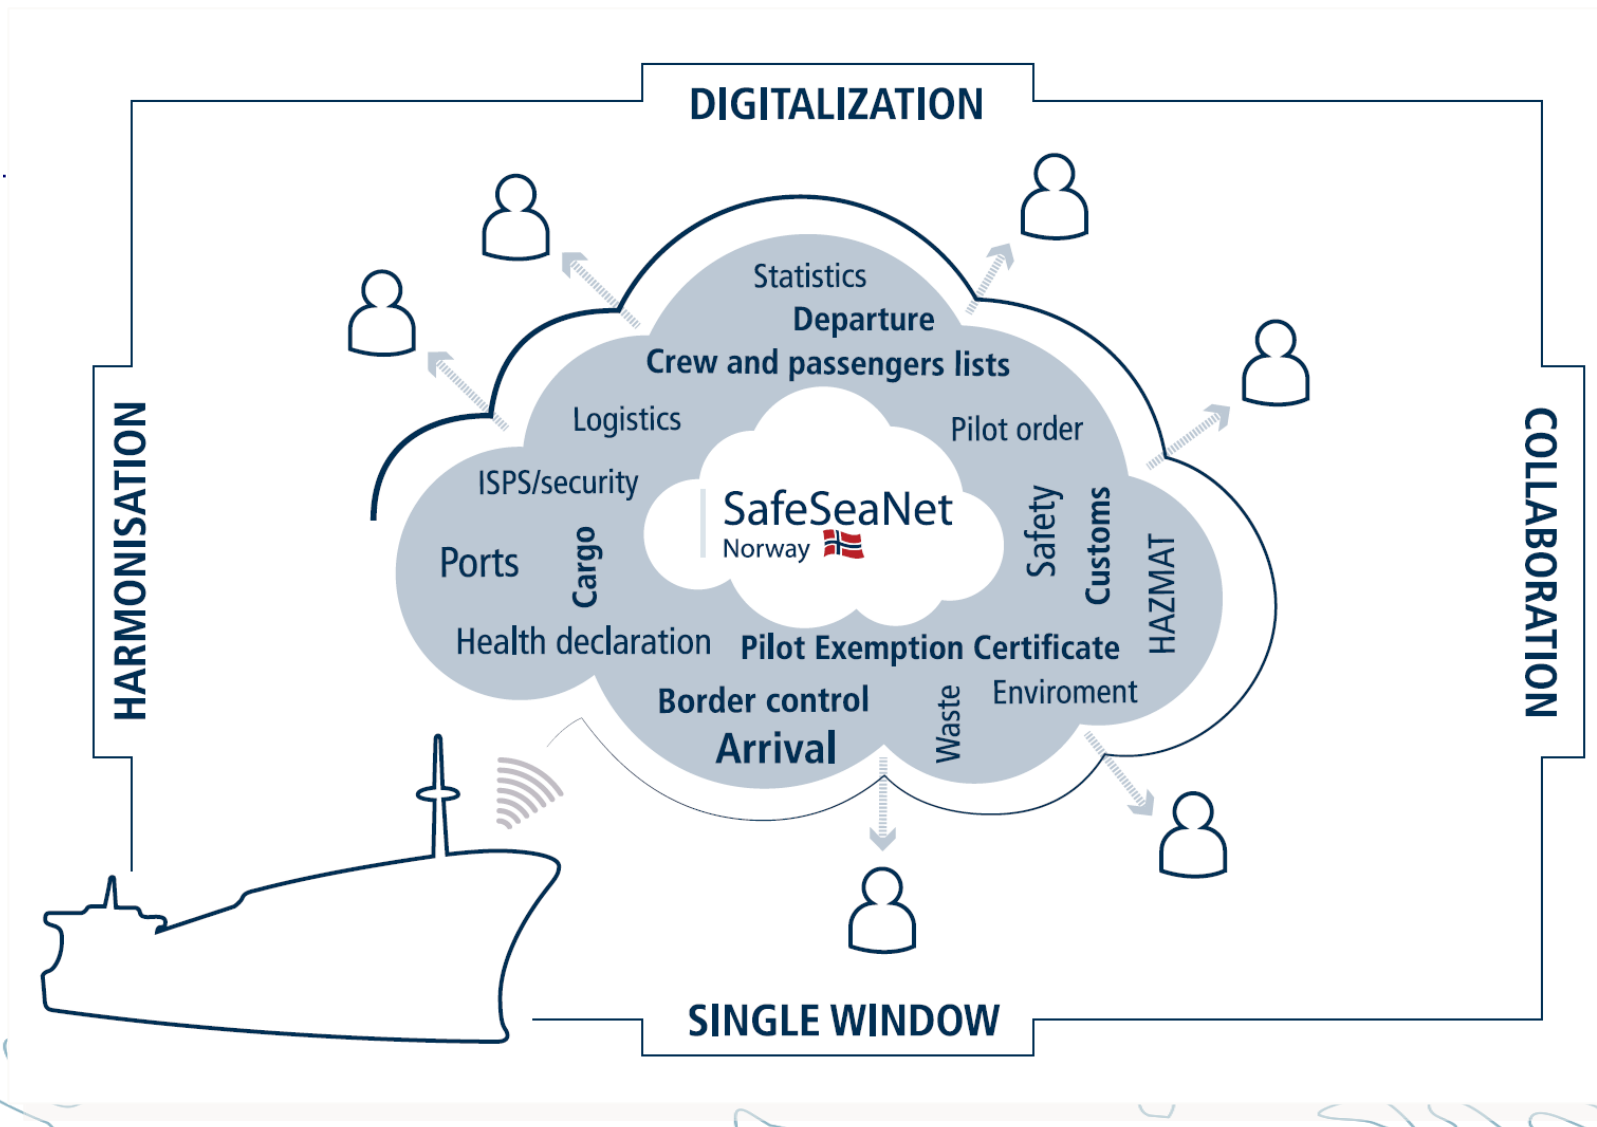 DIGITALIZATION
Statistics
Departure
Crew and passengers lists
Logistics
Pilot order
ISPS/security
SafeSeaNet
Norway
Ports
Cargo
Safety
Customs
HAZMAT
Health declaration
Pilot Exemption Certificate
Border control
Waste
Enviroment
Arrival
HARMONISATION
COLLABORATION
SINGLE WINDOW